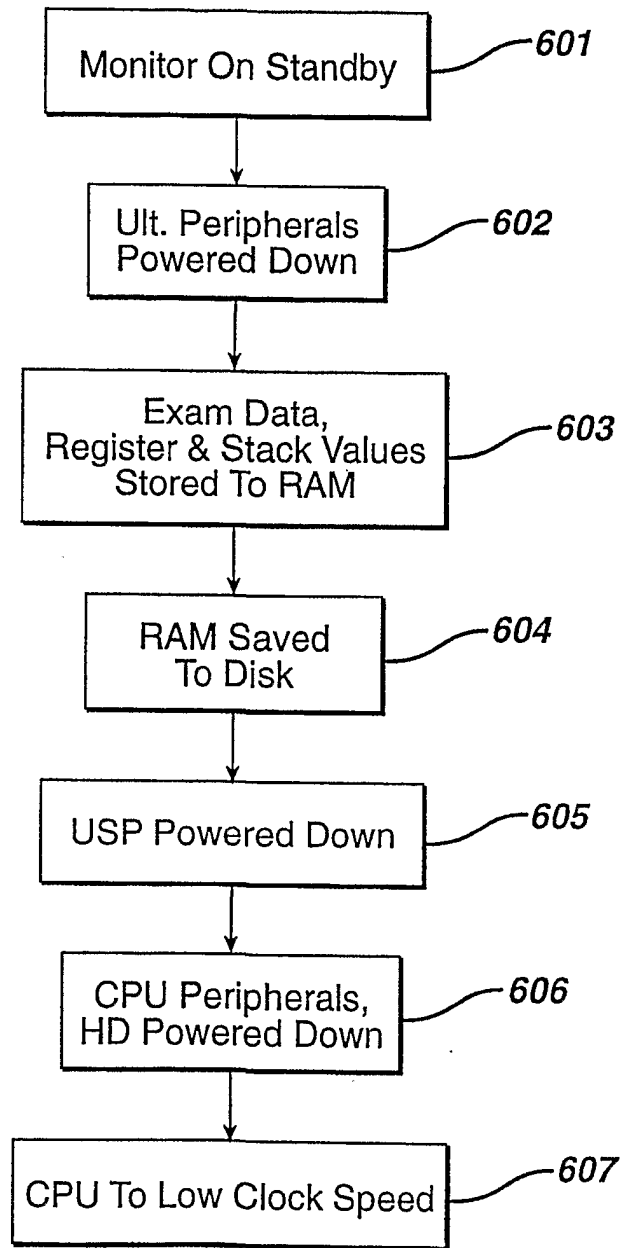 Monitor On Standby
601
Ult. Peripherals
Powered Down
602
Exam Data,
Register & Stack Values
Stored To RAM
603
RAM Saved
To Disk
604
USP Powered Down
605
CPU Peripherals,
HD Powered Down
606
CPU To Low Clock Speed
607